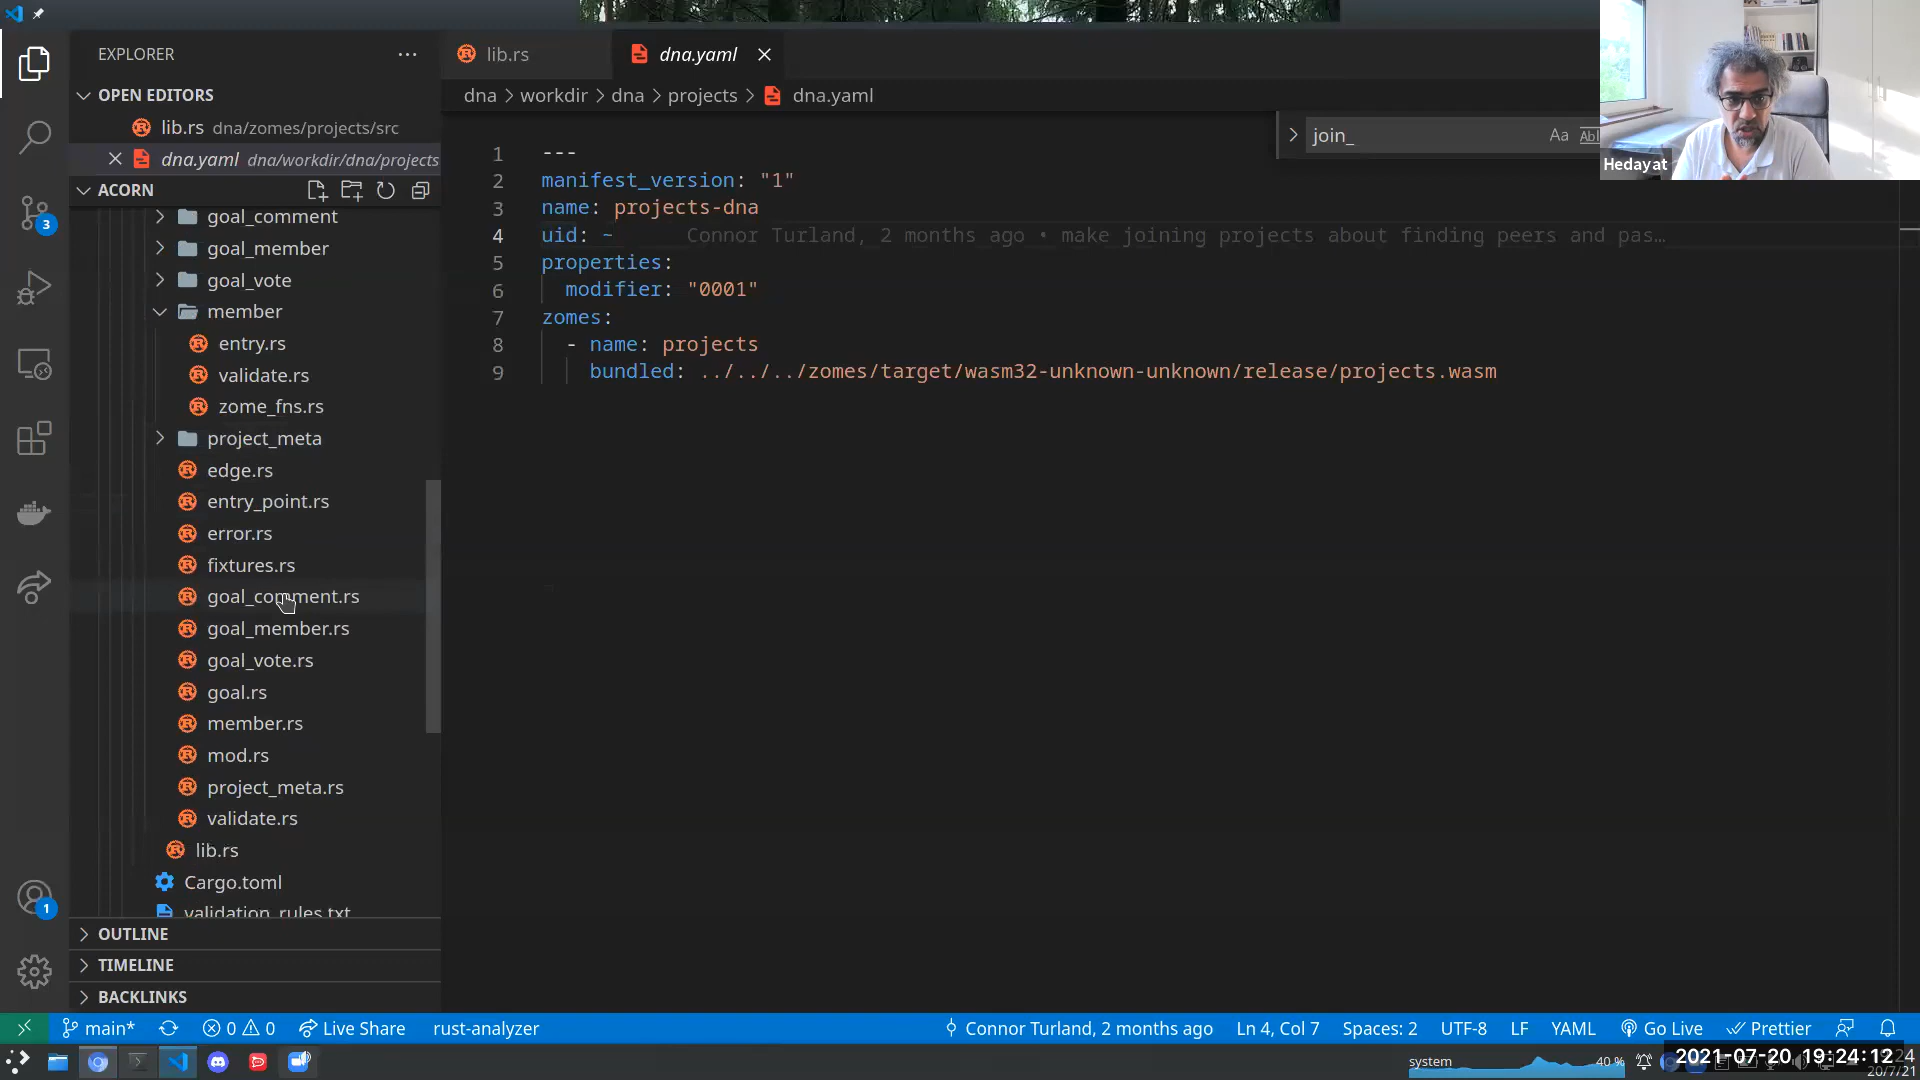 EXPLORER
OPEN EDITORS
lib.rs dna/zomes/projects/src
dna.yaml dna/workdir/dna/projects
ACORN
goal_comment
goal_member
goal_vote
member
entry.rs
validate.rs
zome_fns.rs
project_meta
edge.rs
entry_point.rs
error.rs
fixtures.rs
goal_comment.rs
goal_member.rs
goal_vote.rs
goal.rs
member.rs
mod.rs
project_meta.rs
validate.rs
lib.rs
Cargo.toml
validation_rules.txt
OUTLINE
TIMELINE
BACKLINKS
3
1
lib.rs
dna.yaml
dna > workdir > dna > projects > dna.yaml
join_
Aa Abl
Hedayat
1 ---
2 manifest_version: "1"
3 name: projects-dna
4 uid: ~ Connor Turland, 2 months ago • make joining projects about finding peers and pas…
5 properties:
6 modifier: "0001"
7 zomes:
8 - name: projects
9 bundled: ../../../zomes/target/wasm32-unknown-unknown/release/projects.wasm
main* 0 0 Live Share rust-analyzer Connor Turland, 2 months ago Ln 4, Col 7 Spaces: 2 UTF-8 LF YAML Go Live Prettier
system 40 % 2021-07-20 19:24:12
20/7/21